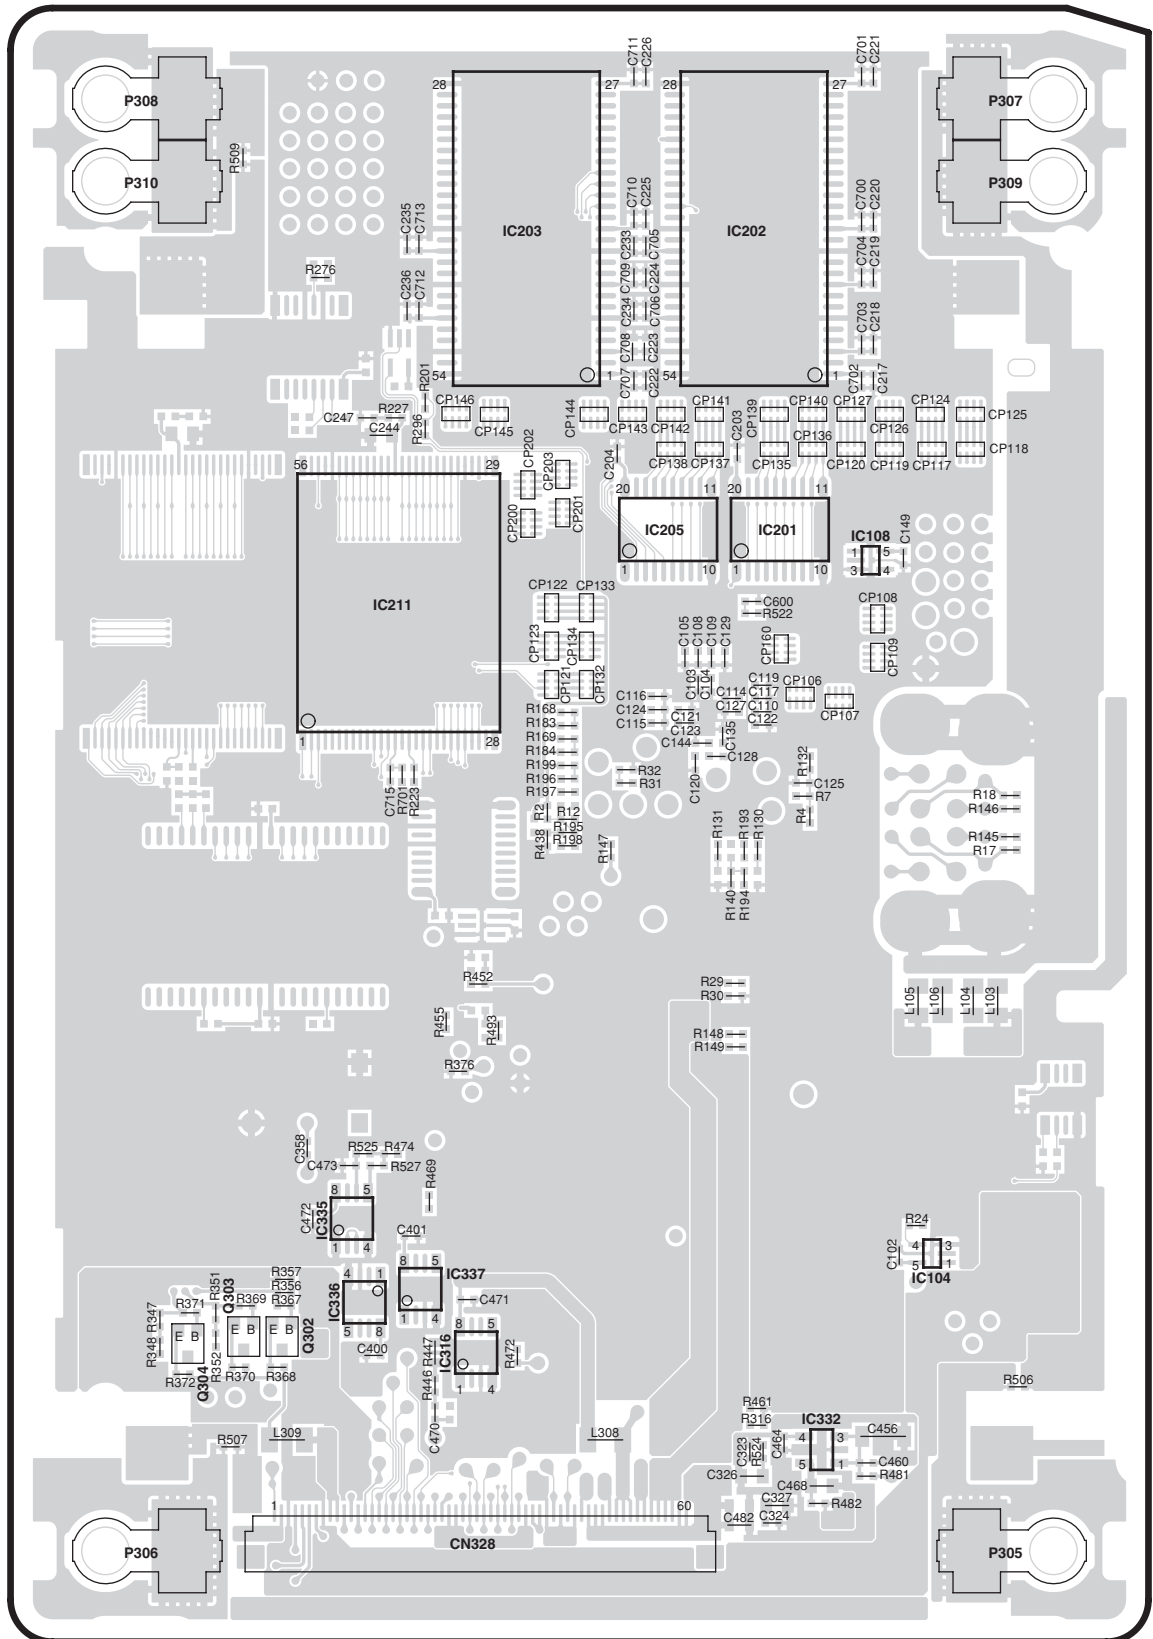 C711
C226
C701
C221
28
27
28
27
P308
P307
R509
P310
P309
C710
C225
C700
C220
C235
C713
IC203
C233
C705
IC202
C704
C219
R276
C709
C224
C236
C712
C234
C706
C703
C218
C708
C223
54
1
54
1
R201
C707
C222
C702
C217
CP146
CP144
CP141
CP139
CP140
CP127
CP124
R227
C247
CP145
CP143
CP142
CP126
CP125
C244
R296
C203
CP136
CP202
C204
CP203
CP138
CP137
CP135
CP120
CP119
CP117
CP118
56
29
20
11
20
11
CP200
CP201
IC205
IC201
IC108
C149
1
5
3
4
1
10
1
10
CP122
CP133
IC211
C600
R522
CP108
CP123
CP134
C105
C108
C109
C129
CP160
CP109
CP121
CP132
C103
C104
C119
C116
C114
C117
CP106
R168
C124
C127
C110
CP107
R183
C115
C121
C122
R169
C123
1
28
C144
C135
R184
C128
R132
R199
R32
C120
C715
R701
R223
R196
R31
C125
R197
R7
R18
R2
R12
R4
R146
R195
R438
R198
R147
R131
R193
R130
R145
R17
R140
R194
R452
R29
R30
L105
L106
L104
L103
R455
R493
R148
R149
R376
C358
R525
R474
C473
R527
8
5
R469
C472
IC335
1
4
R24
C401
C102
4
3
5
1
IC104
8
5
R357
4
1
IC337
R351
Q303
R356
R371
R369
R367
IC336
R347
C471
E B
E B
E B
5
8
1
4
8
5
Q302
R348
R352
C400
R447
IC316
R472
R372
Q304
R370
R368
R446
1
4
R506
R461
R316
IC332
C470
R507
L309
L308
C323
R524
C464
4
3
C456
5
1
C460
C326
R481
C468
1
60
C327
R482
C482
C324
P306
CN328
P305